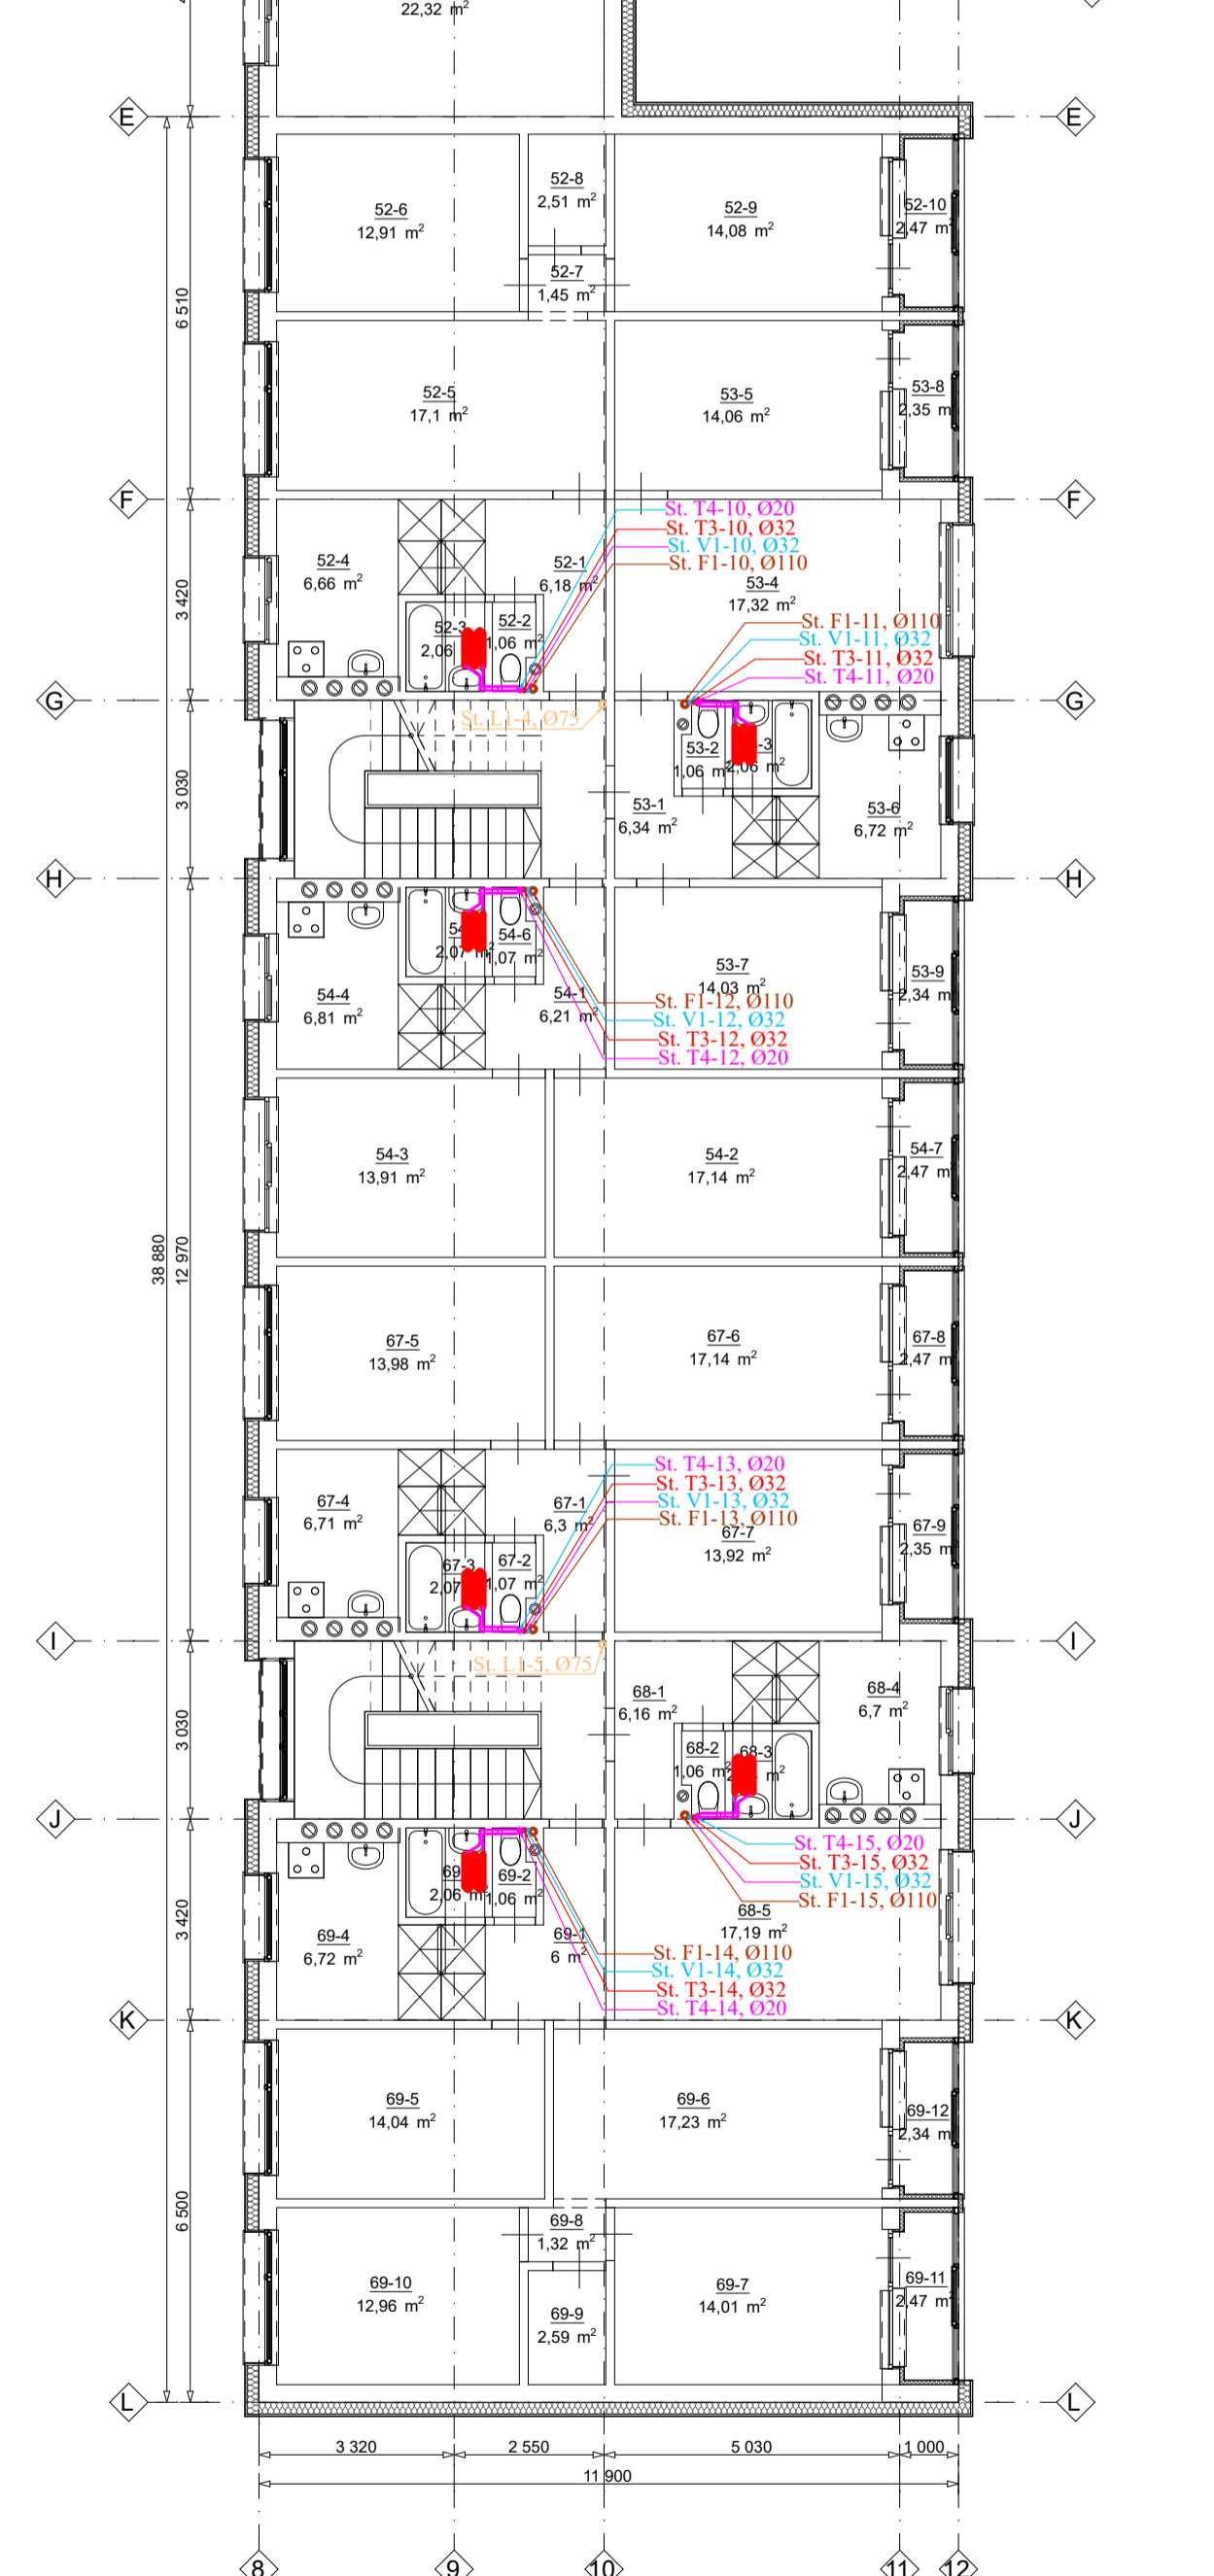 22,32 m²
E
E
52-8
2,51 m²
52-6
12,91 m²
52-9
14,08 m²
52-10
2,47 m²
52-7
1,45 m²
6 510
52-5
17,1 m²
53-5
14,06 m²
53-8
2,35 m
F
F
St. T4-10, Ø20
St. T3-10, Ø32
St. V1-10, Ø32
St. F1-10, Ø110
52-4
6,66 m²
52-1
6,18 m²
53-4
17,32 m²
3 420
52-3
2,06
52-2
1,06 m²
St. F1-11, Ø110
St. V1-11, Ø32
St. T3-11, Ø32
St. T4-11, Ø20
G
G
St. L1-4, Ø75
53-2
1,06 m²
-3
2,06 m²
3 030
53-1
6,34 m²
53-6
6,72 m²
H
H
54-6
1,07 m²
2,07 m²
53-7
14,03 m²
53-9
2,34 m
54-4
6,81 m²
54-1
6,21 m²
St. F1-12, Ø110
St. V1-12, Ø32
St. T3-12, Ø32
St. T4-12, Ø20
54-3
13,91 m²
54-2
17,14 m²
54-7
2,47 m
38 880
12 970
67-5
13,98 m²
67-6
17,14 m²
67-8
2,47 m
St. T4-13, Ø20
St. T3-13, Ø32
St. V1-13, Ø32
St. F1-13, Ø110
67-4
6,71 m²
67-1
6,3 m²
67-7
13,92 m²
67-9
2,35 m
67-3
2,07
67-2
1,07 m²
I
I
St. L1-5, Ø75
68-1
6,16 m²
68-4
6,7 m²
3 030
68-2
1,06 m²
68-3
J
J
St. T4-15, Ø20
St. T3-15, Ø32
St. V1-15, Ø32
St. F1-15, Ø110
69
2,06 m²
69-2
1,06 m²
3 420
69-4
6,72 m²
69-1
6 m²
68-5
17,19 m²
St. F1-14, Ø110
St. V1-14, Ø32
St. T3-14, Ø32
St. T4-14, Ø20
K
K
69-5
14,04 m²
69-6
17,23 m²
69-12
2,34 m
6 500
69-8
1,32 m²
69-10
12,96 m²
69-9
2,59 m²
69-7
14,01 m²
69-11
2,47 m²
L
L
3 320
2 550
5 030
1 000
11 900
8
9
10
11
12